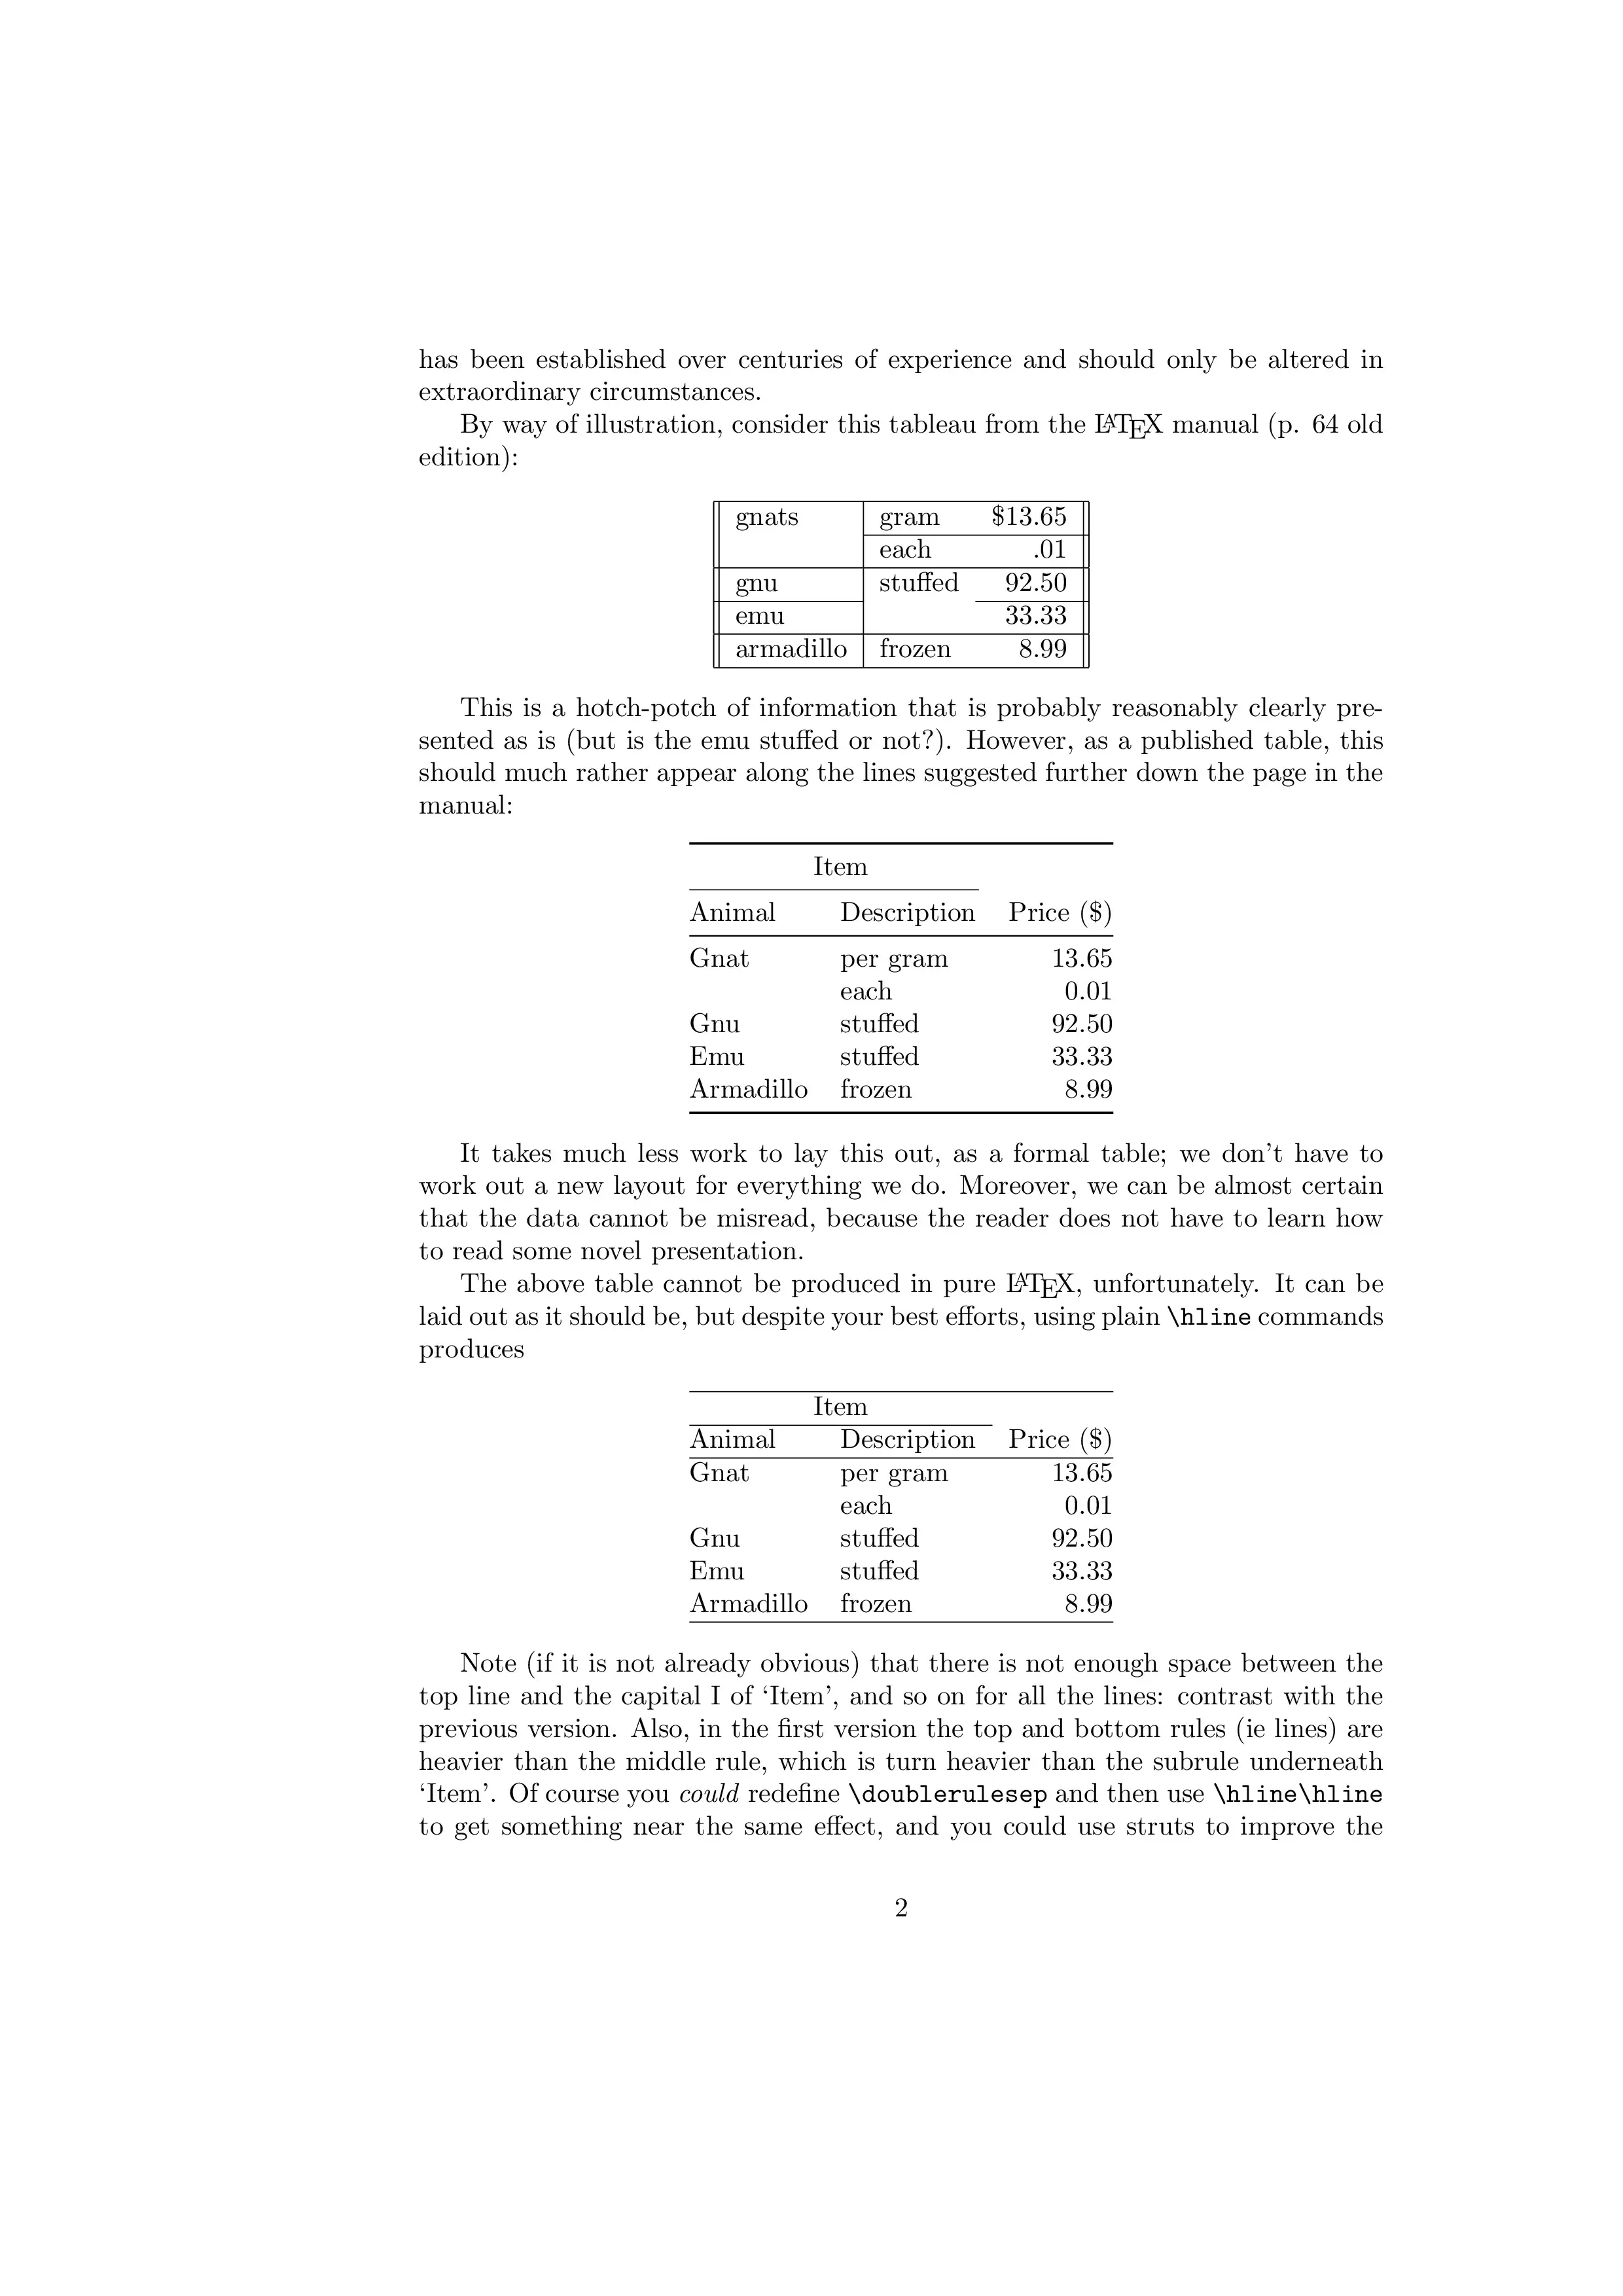 has been established over centuries of experience and should only be altered in
extraordinary circumstances.
By way of illustration, consider this tableau from the LATEX manual (p. 64 old
edition):
gnats gram $13.65
each .01
gnu stuffed 92.50
emu 33.33
armadillo frozen 8.99
This is a hotch-potch of information that is probably reasonably clearly pre-
sented as is (but is the emu stuffed or not?). However, as a published table, this
should much rather appear along the lines suggested further down the page in the
manual:
Item
Animal Description Price ($)
Gnat per gram 13.65
each 0.01
Gnu stuffed 92.50
Emu stuffed 33.33
Armadillo frozen 8.99
It takes much less work to lay this out, as a formal table; we don't have to
work out a new layout for everything we do. Moreover, we can be almost certain
that the data cannot be misread, because the reader does not have to learn how
to read some novel presentation.
The above table cannot be produced in pure LATEX, unfortunately. It can be
laid out as it should be, but despite your best efforts, using plain \hline commands
produces
Item
Animal Description Price ($)
Gnat per gram 13.65
each 0.01
Gnu stuffed 92.50
Emu stuffed 33.33
Armadillo frozen 8.99
Note (if it is not already obvious) that there is not enough space between the
top line and the capital I of ‘Item’, and so on for all the lines: contrast with the
previous version. Also, in the first version the top and bottom rules (ie lines) are
heavier than the middle rule, which is turn heavier than the subrule underneath
‘Item’. Of course you could redefine \doublerulesep and then use \hline\hline
to get something near the same effect, and you could use struts to improve the
2